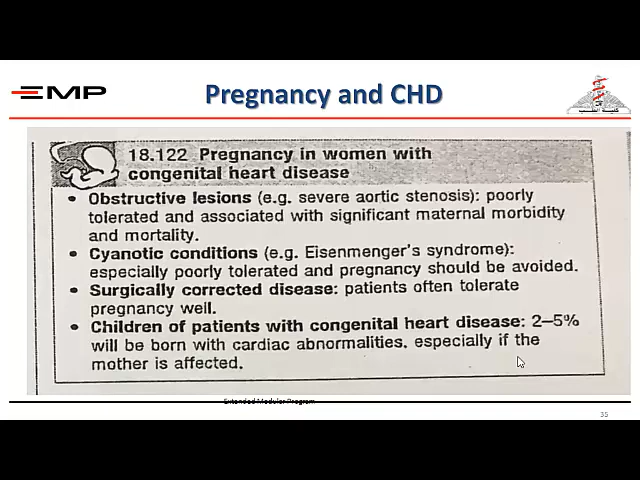 EMP
Pregnancy and CHD
كلية الطب
18.122 Pregnancy in women with
congenital heart disease
• Obstructive lesions (e.g. severe aortic stenosis): poorly
tolerated and associated with significant maternal morbidity
and mortality.
• Cyanotic conditions (e.g. Eisenmenger's syndrome):
especially poorly tolerated and pregnancy should be avoided.
• Surgically corrected disease: patients often tolerate
pregnancy well.
• Children of patients with congenital heart disease: 2–5%
will be born with cardiac abnormalities, especially if the
mother is affected.
Extended Modular Program
35